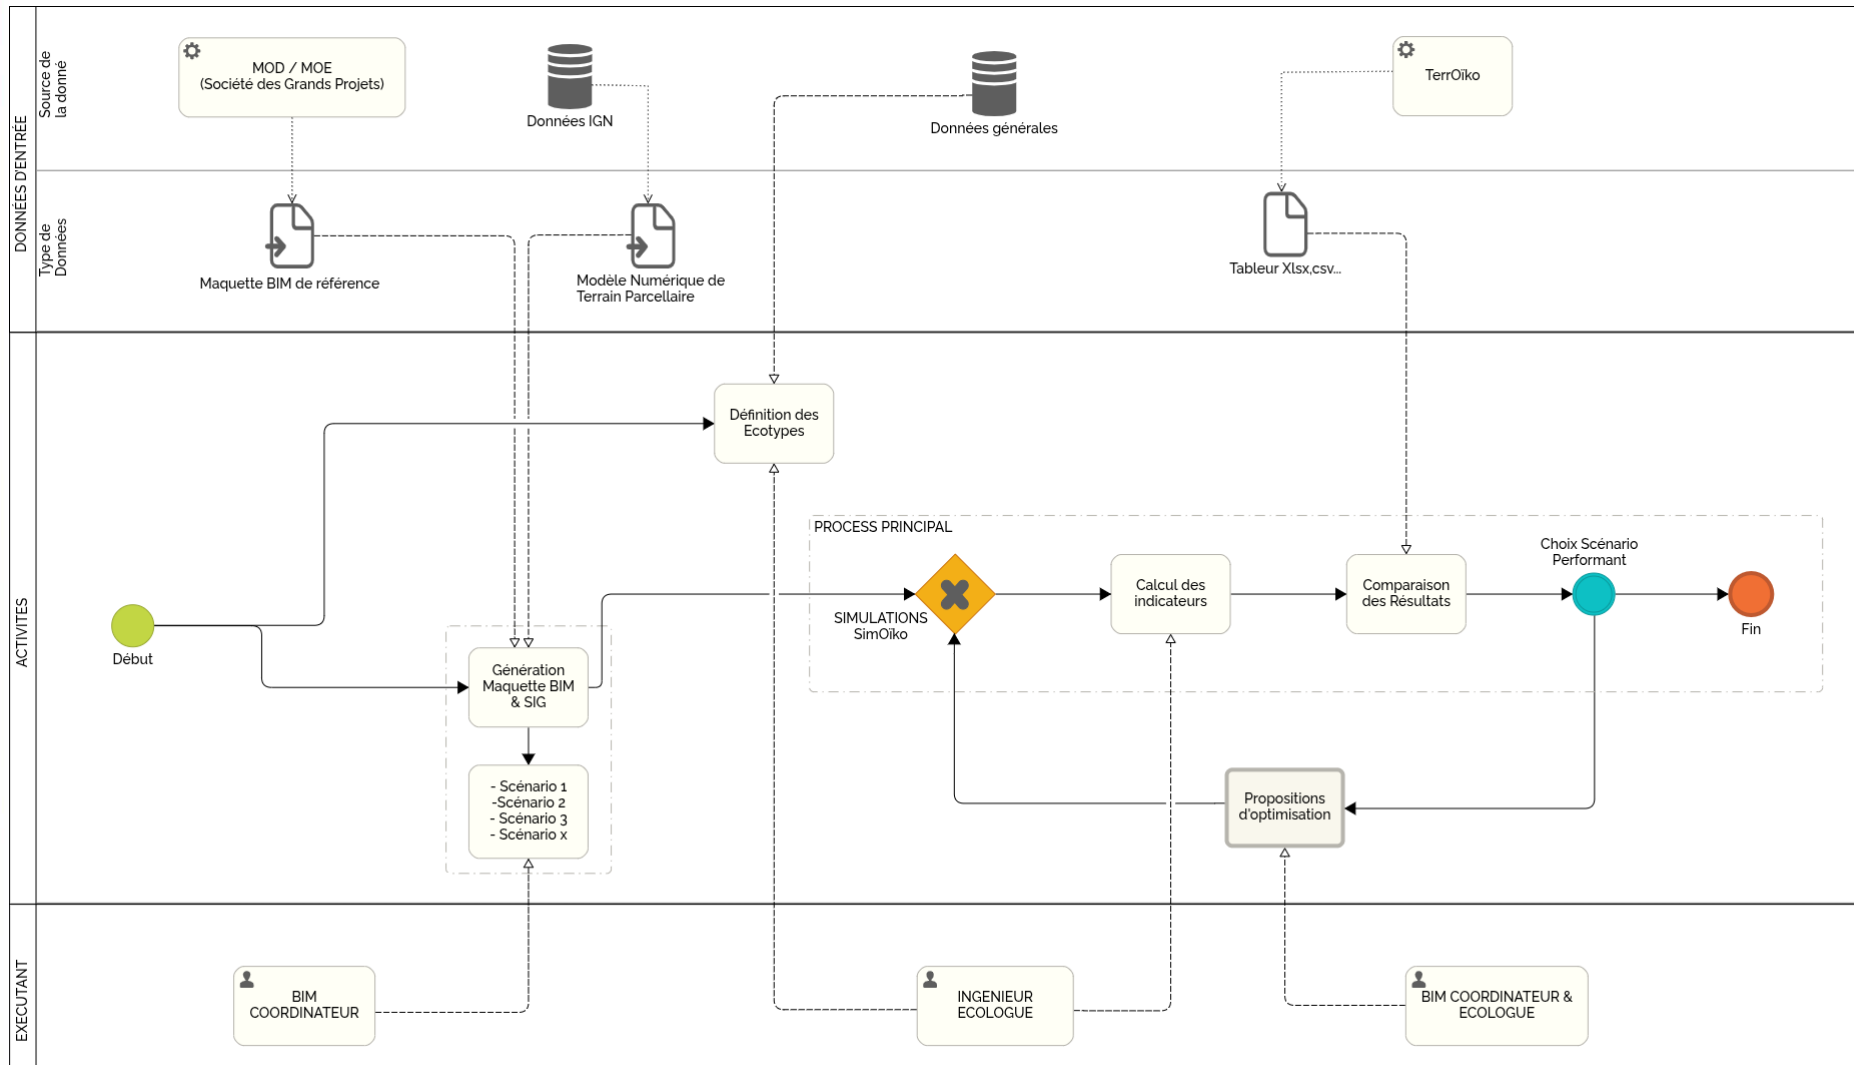 DONNÉES D'ENTRÉE
Source de
la donné
MOD / MOE
(Société des Grands Projets)
Données IGN
Données générales
TerrOïko
Type de
Données
Maquette BIM de référence
Modèle Numérique de
Terrain Parcellaire
Tableur Xlsx,csv...
ACTIVITES
Définition des
Ecotypes
PROCESS PRINCIPAL
Choix Scénario
Performant
Calcul des
indicateurs
Comparaison
des Résultats
SIMULATIONS
SimOïko
Fin
Début
Génération
Maquette BIM
& SIG
- Scénario 1
-Scénario 2
- Scénario 3
- Scénario x
Propositions
d'optimisation
EXECUTANT
BIM
COORDINATEUR
INGENIEUR
ECOLOGUE
BIM COORDINATEUR &
ECOLOGUE